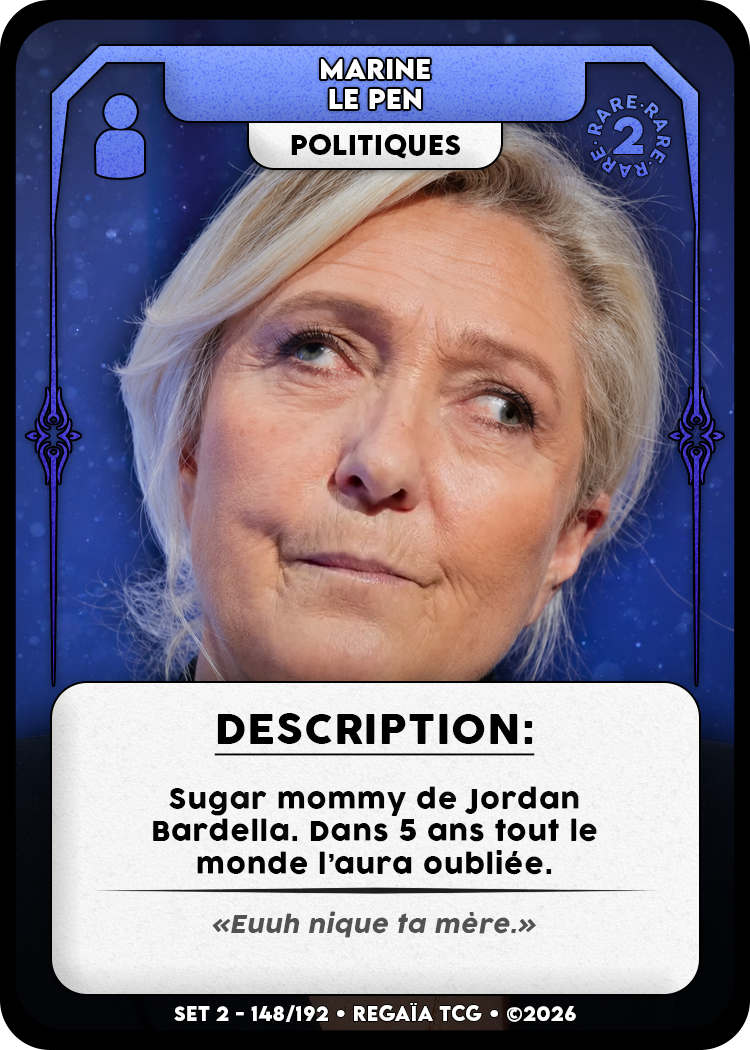 MARINE
LE PEN
POLITIQUES
RARE·RARE·RARE·
2
DESCRIPTION:
Sugar mommy de Jordan
Bardella. Dans 5 ans tout le
monde l’aura oubliée.
«Euuh nique ta mère.»
SET 2 - 148/192 • REGAÏA TCG • ©2026